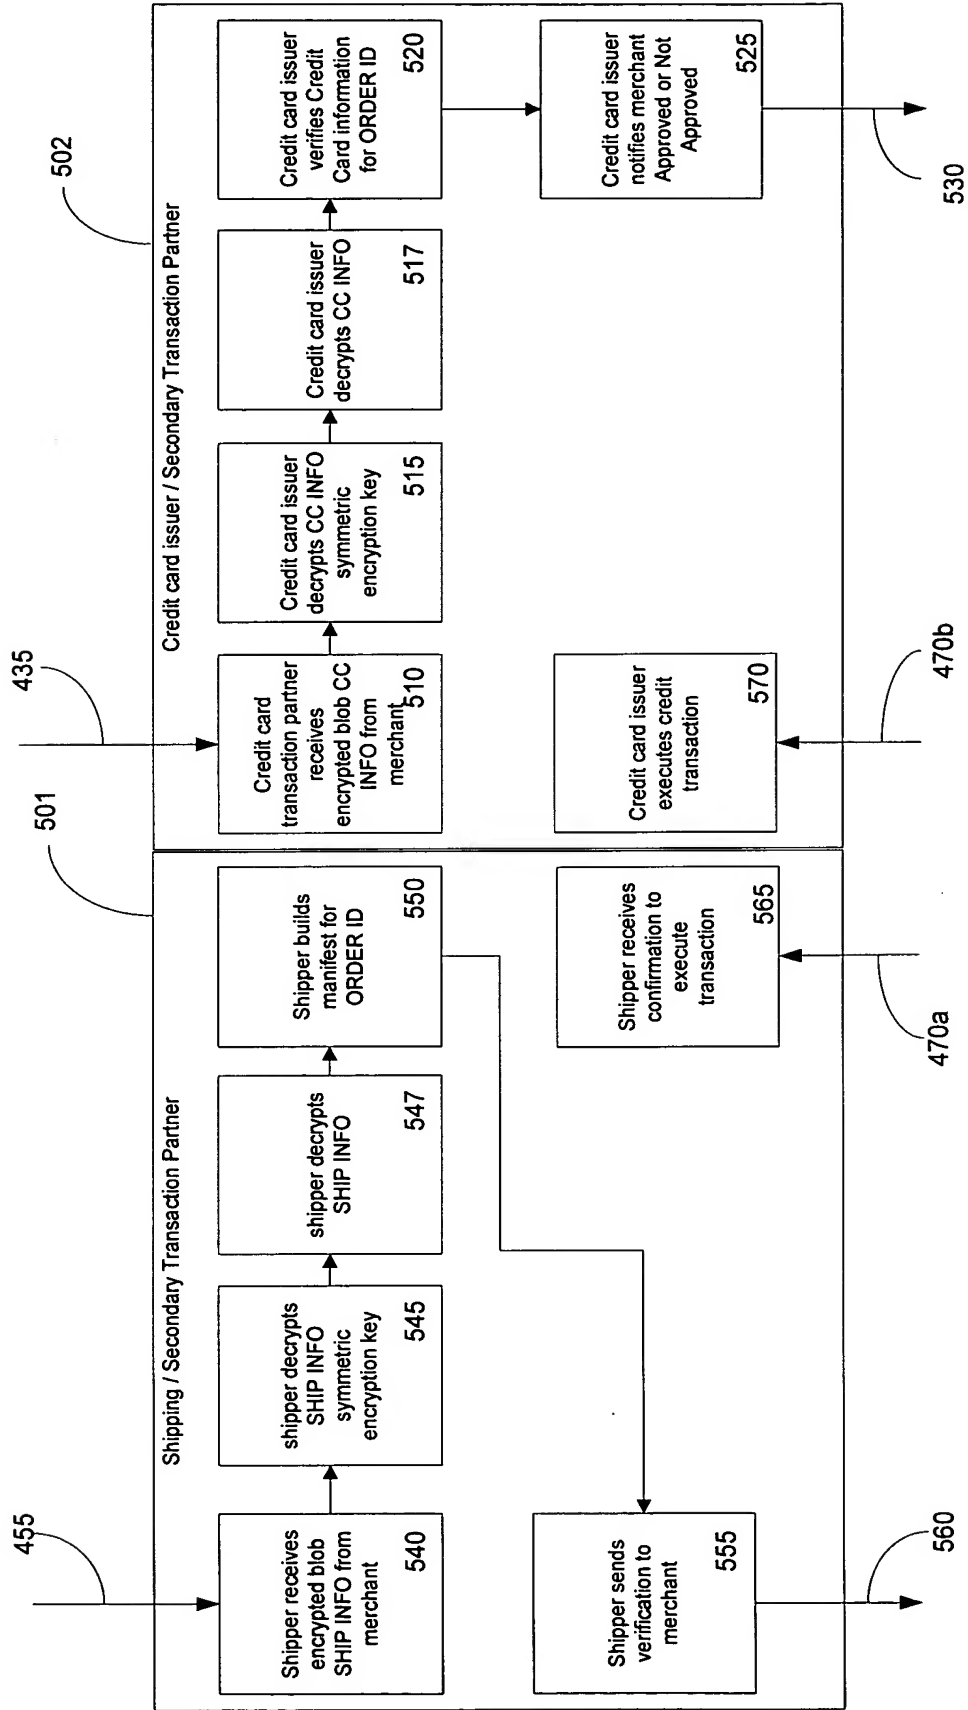 455
501
435
502
Shipping / Secondary Transaction Partner
Credit card issuer / Secondary Transaction Partner
Shipper receives
encrypted blob
SHIP INFO from
merchant
540
shipper decrypts
SHIP INFO
symmetric
encryption key
545
shipper decrypts
SHIP INFO
547
Shipper builds
manifest for
ORDER ID
550
Credit card
transaction partner
receives
encrypted blob CC
INFO from
merchant
510
Credit card issuer
decrypts CC INFO
symmetric
encryption key
515
Credit card issuer
decrypts CC INFO
517
Credit card issuer
verifies Credit
Card information
for ORDER ID
520
Shipper sends
verification to
merchant
555
Shipper receives
confirmation to
execute
transaction
565
Credit card issuer
executes credit
transaction
570
Credit card issuer
notifies merchant
Approved or Not
Approved
525
560
470a
470b
530